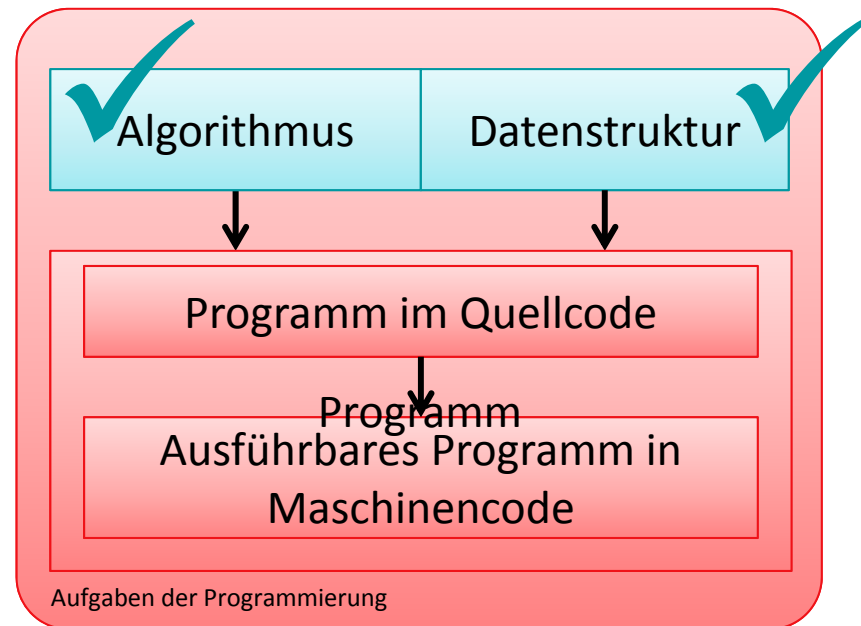 Algorithmus
Datenstruktur
Programm im Quellcode
Programm
Ausführbares Programm in
Maschinencode
Aufgaben der Programmierung